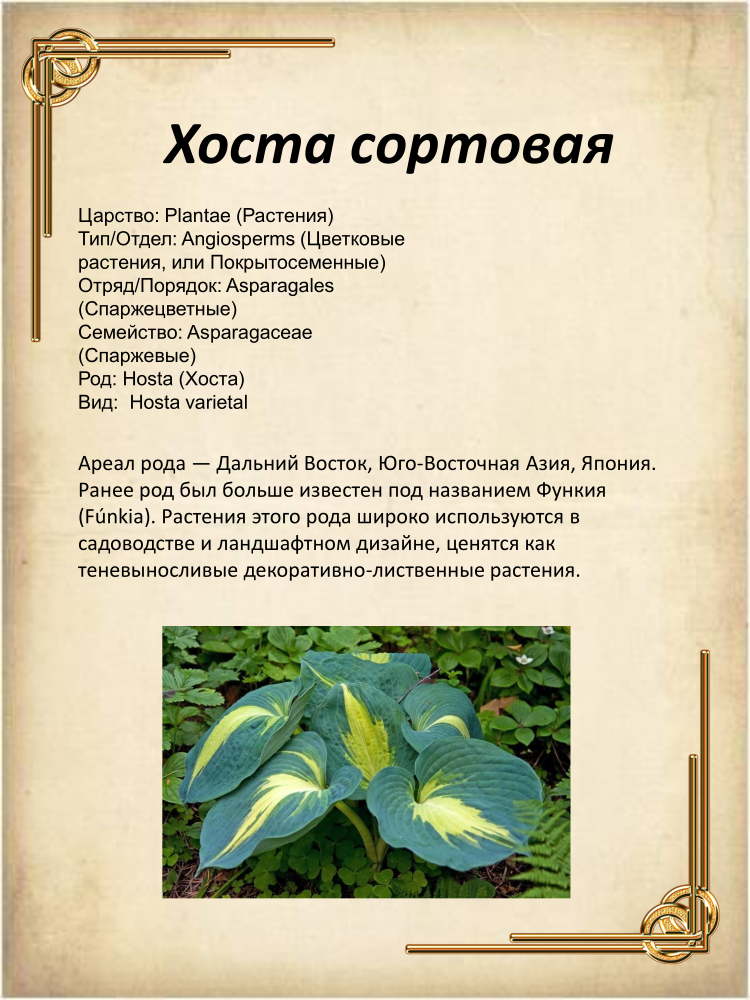 Хоста сортовая
Царство: Plantae (Растения)
Тип/Отдел: Angiosperms (Цветковые
растения, или Покрытосеменные)
Отряд/Порядок: Asparagales
(Спаржецветные)
Семейство: Asparagaceae
(Спаржевые)
Род: Hosta (Хоста)
Вид:  Hosta varietal
Ареал рода — Дальний Восток, Юго-Восточная Азия, Япония.
Ранее род был больше известен под названием Функия
(Fúnkia). Растения этого рода широко используются в
садоводстве и ландшафтном дизайне, ценятся как
теневыносливые декоративно-лиственные растения.